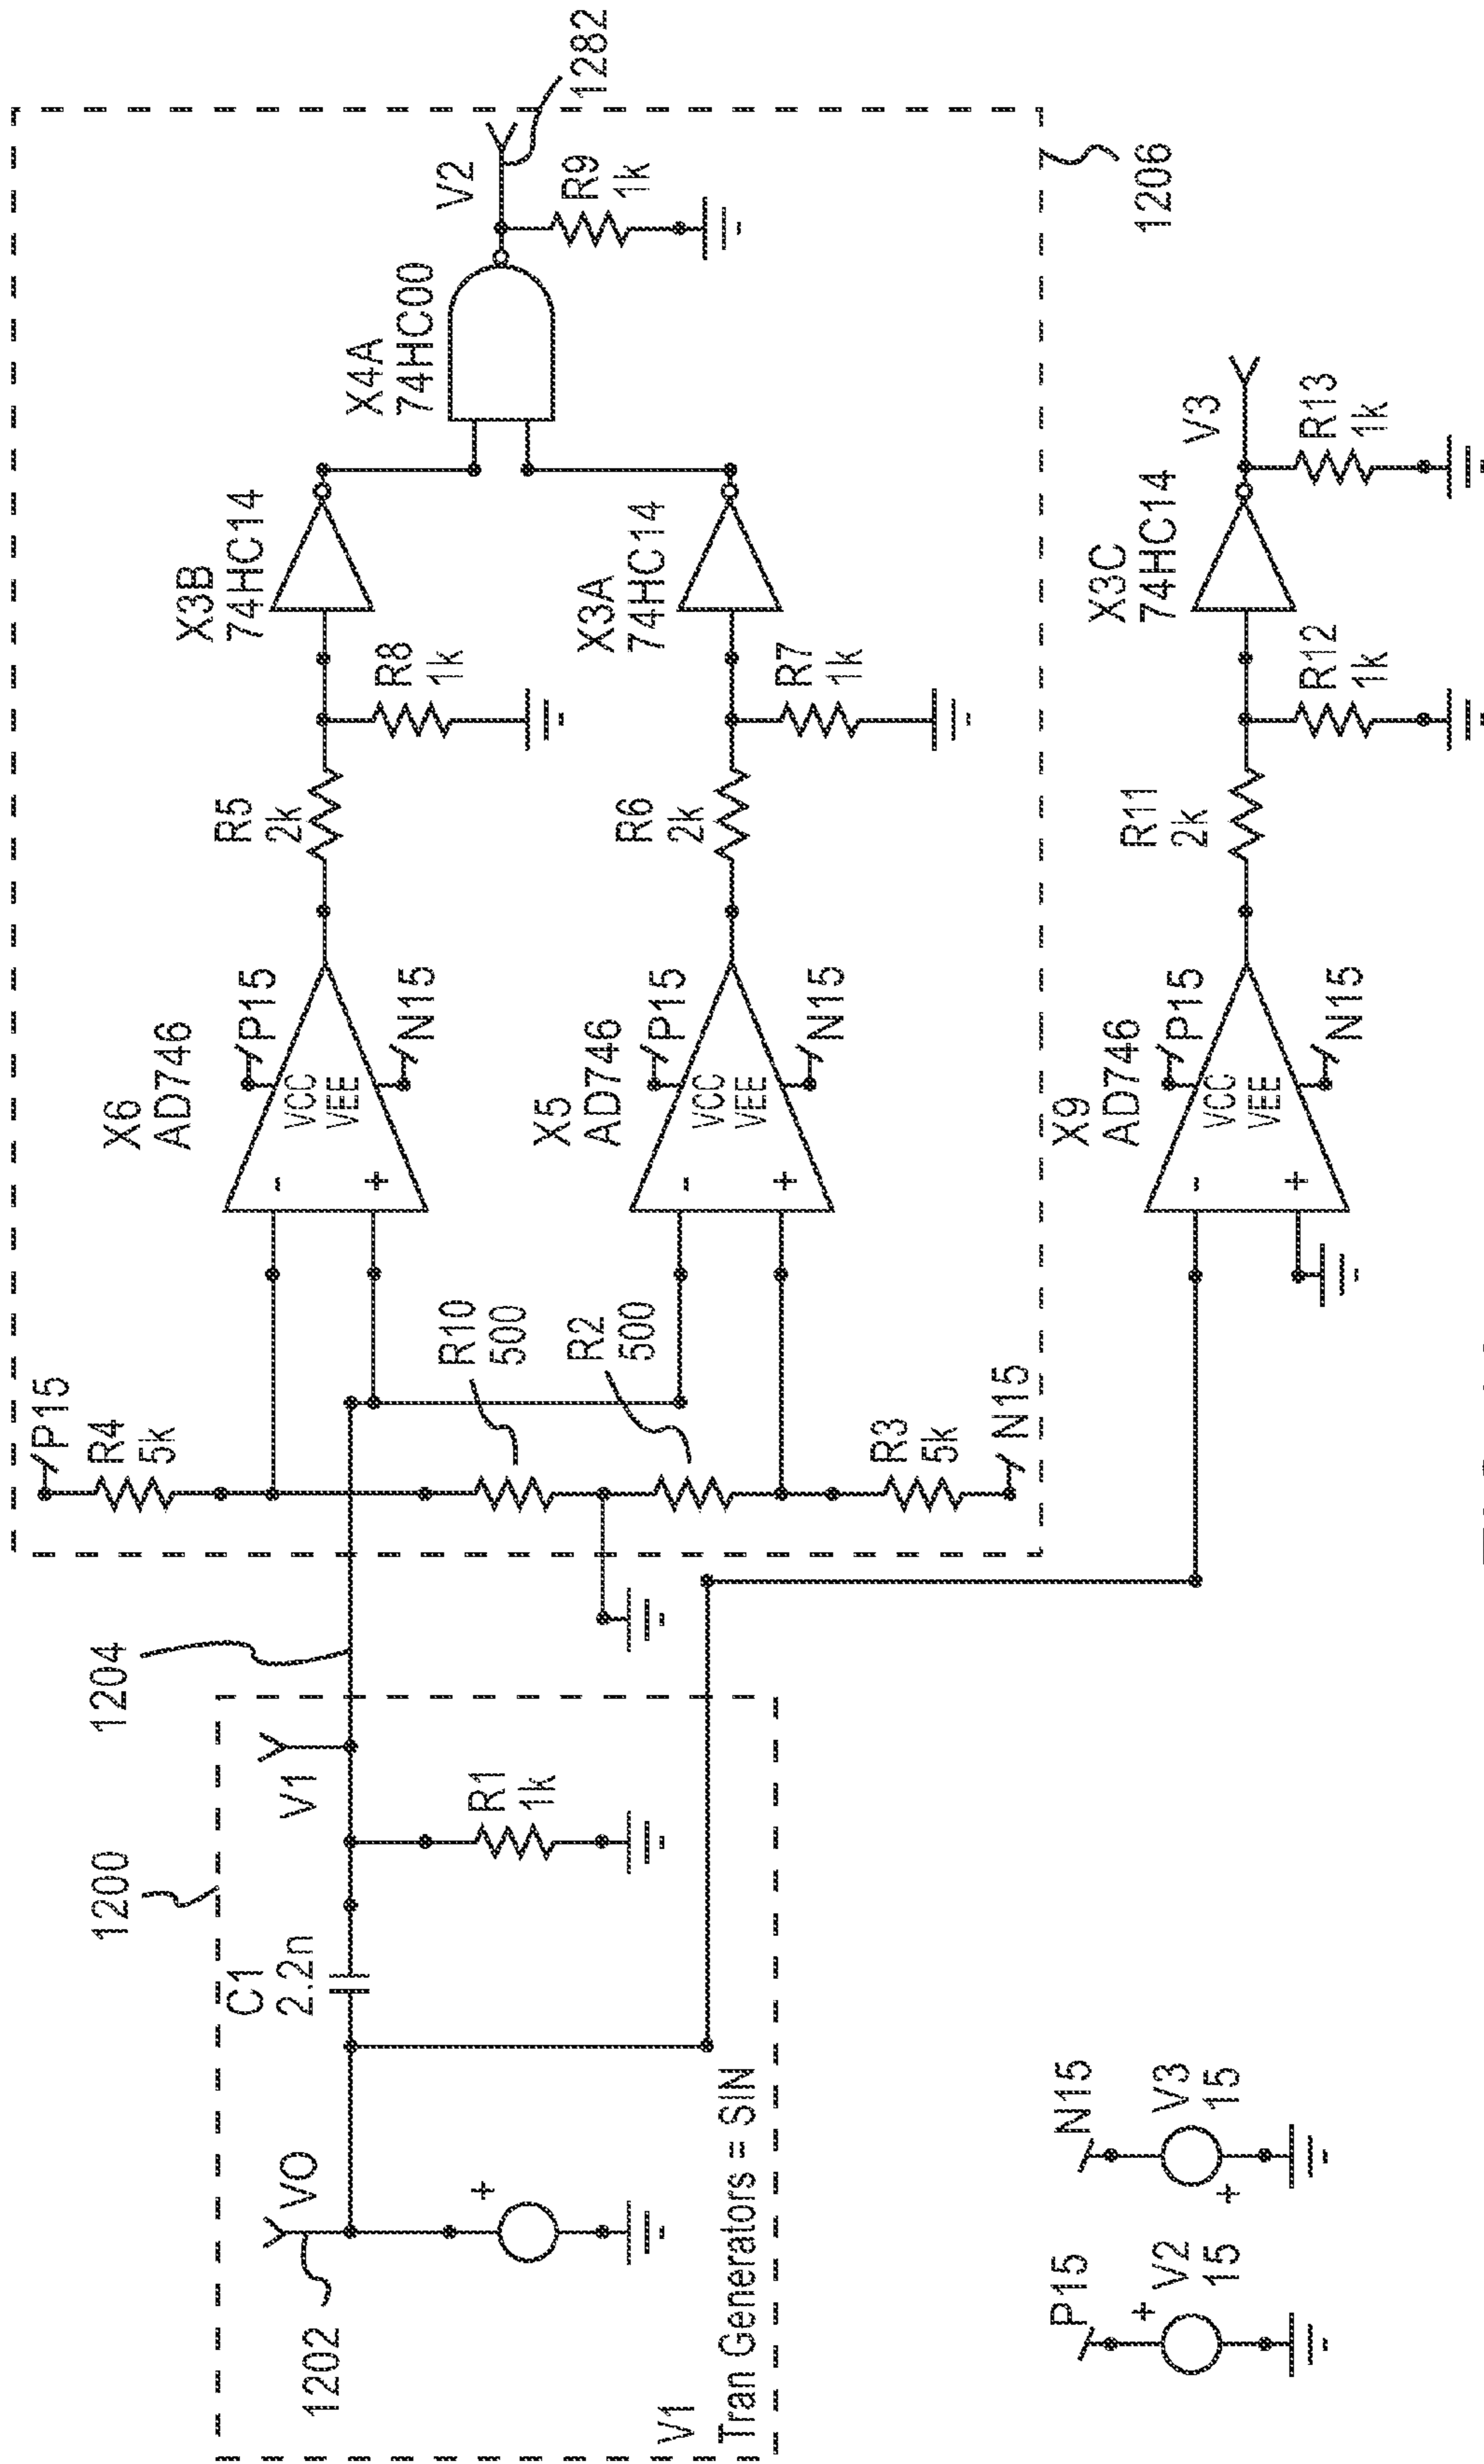 1200
1204
1202
VO
C1
2.2n
V1
R1
1k
V1
Tran Generators = SIN
P15
R4
5k
R10
500
R2
500
R3
5k
N15
X6
AD746
P15
VCC
VEE
N15
-
+
R5
2k
R8
1k
X3B
74HC14
X5
AD746
P15
VCC
VEE
N15
-
+
R6
2k
R7
1k
X3A
74HC14
X4A
74HC00
V2
R9
1k
1282
1206
X9
AD746
P15
VCC
VEE
N15
-
+
R11
2k
R12
1k
X3C
74HC14
V3
R13
1k
P15
+
V2
15
N15
V3
15
+